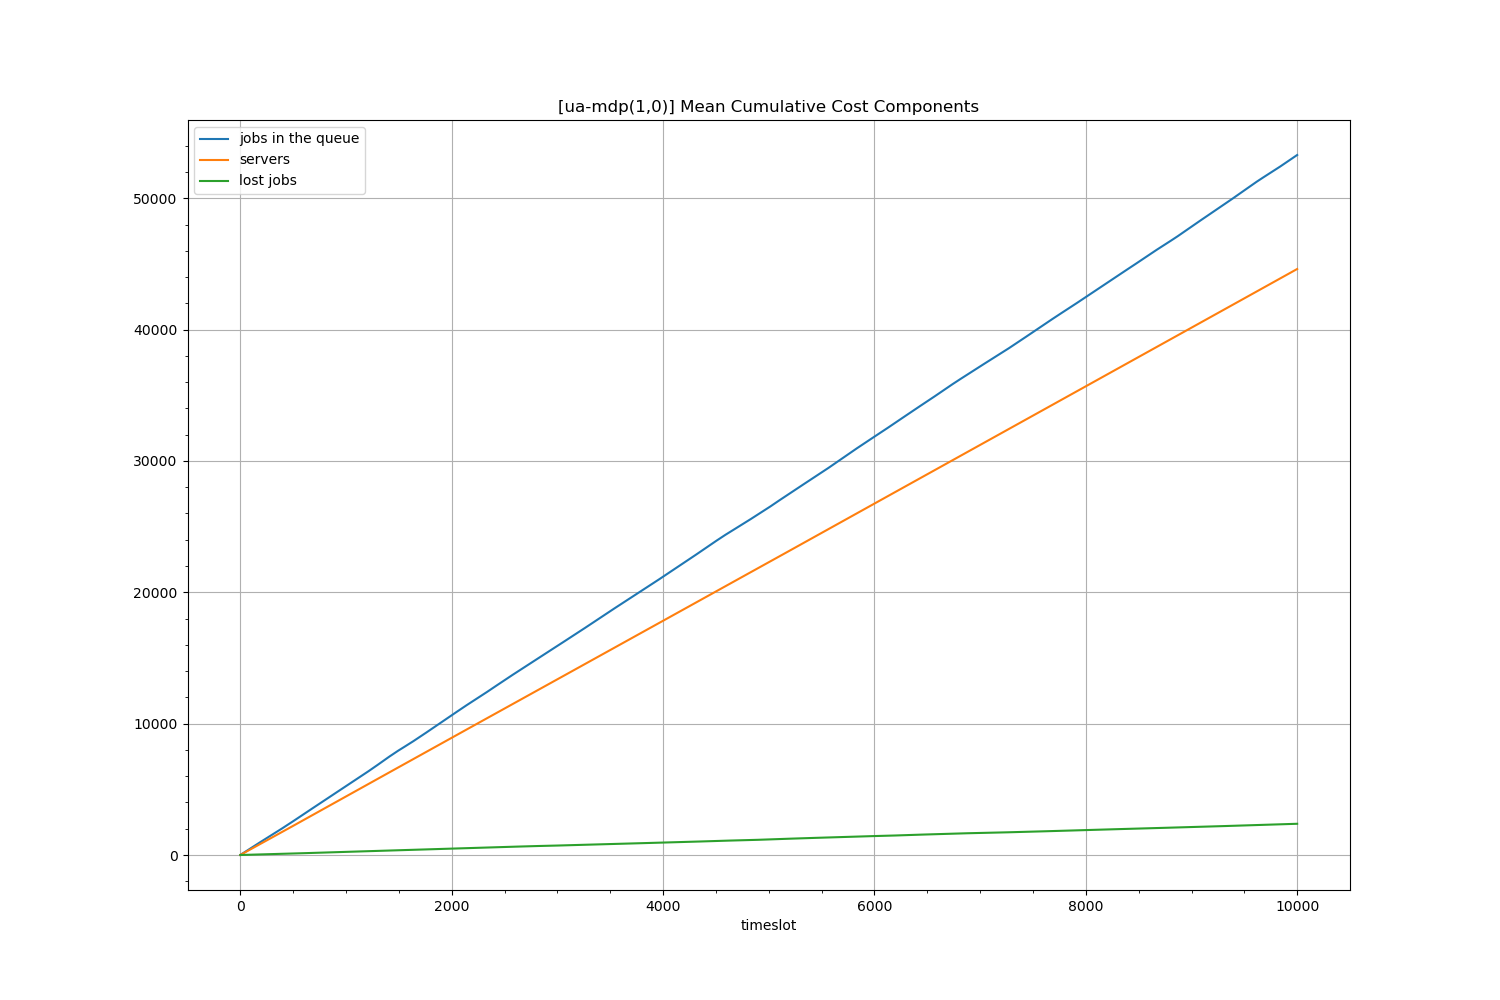 [ua-mdp(1,0)] Mean Cumulative Cost Components
jobs in the queue
servers
lost jobs
50000
40000
30000
20000
10000
0
0 2000 4000 6000 8000 10000
timeslot